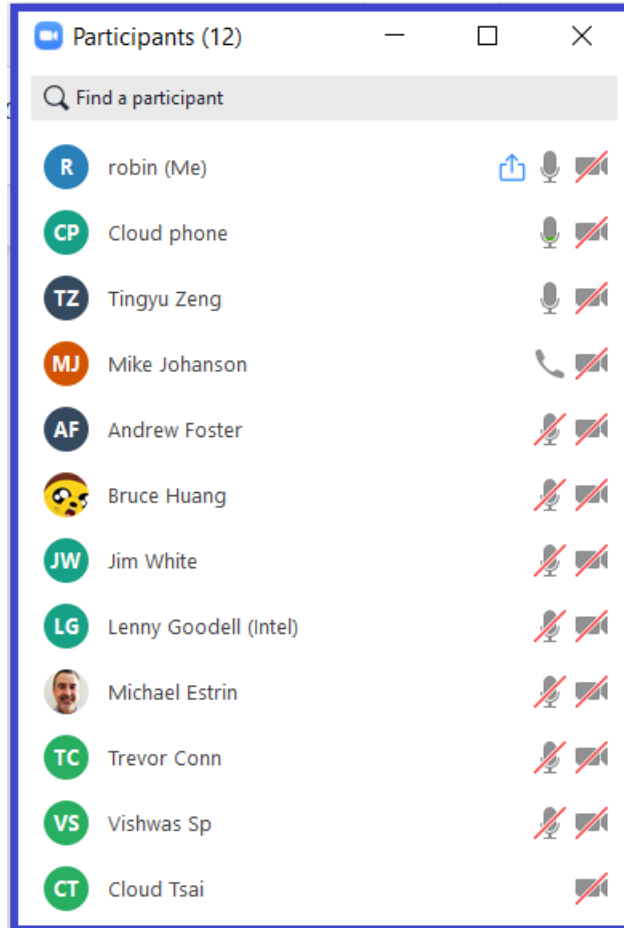 Participants (12)
Find a participant
R robin (Me)
CP Cloud phone
TZ Tingyu Zeng
MJ Mike Johanson
AF Andrew Foster
Bruce Huang
JW Jim White
LG Lenny Goodell (Intel)
Michael Estrin
TC Trevor Conn
VS Vishwas Sp
CT Cloud Tsai